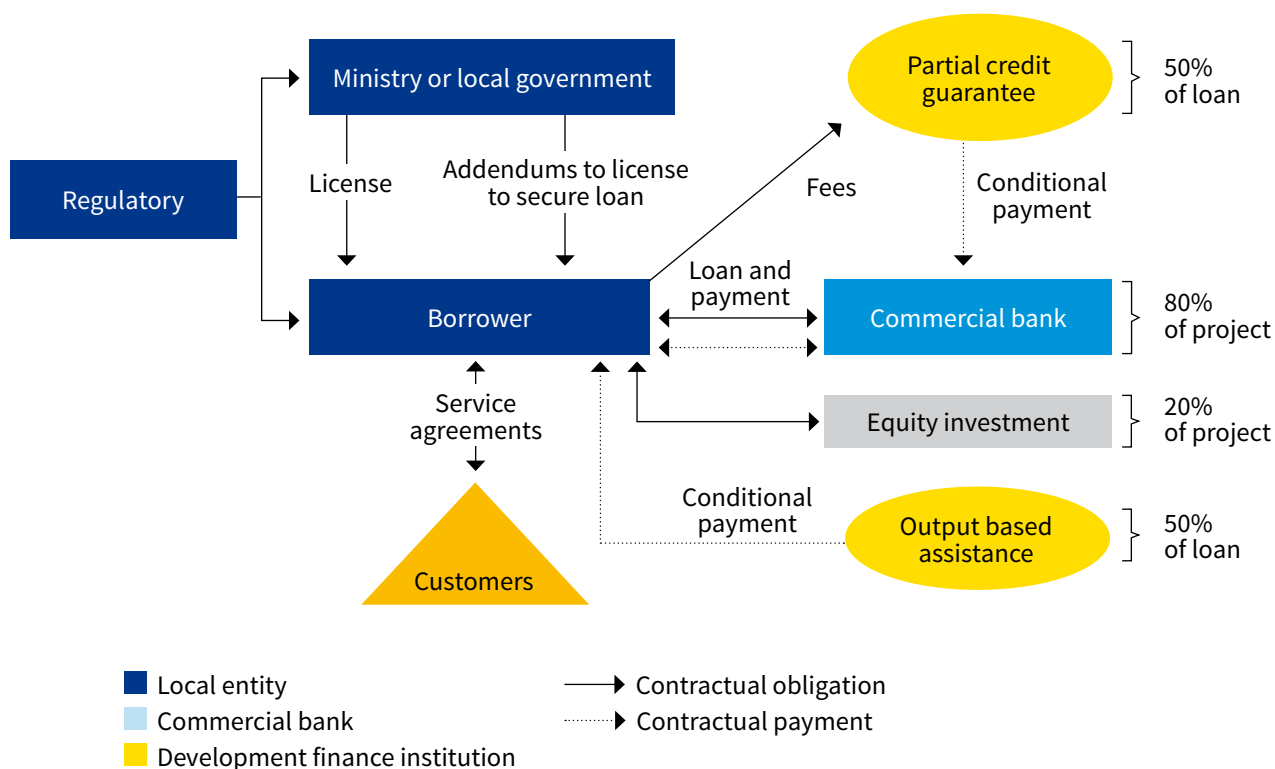 Ministry or local government
Partial credit
guarantee
50%
of loan
Regulatory
License
Addendums to license
to secure loan
Fees
Conditional
payment
Borrower
Loan and
payment
Commercial bank
80%
of project
Service
agreements
Equity investment
20%
of project
Customers
Conditional
payment
Output based
assistance
50%
of loan
Local entity
Commercial bank
Development finance institution
Contractual obligation
Contractual payment